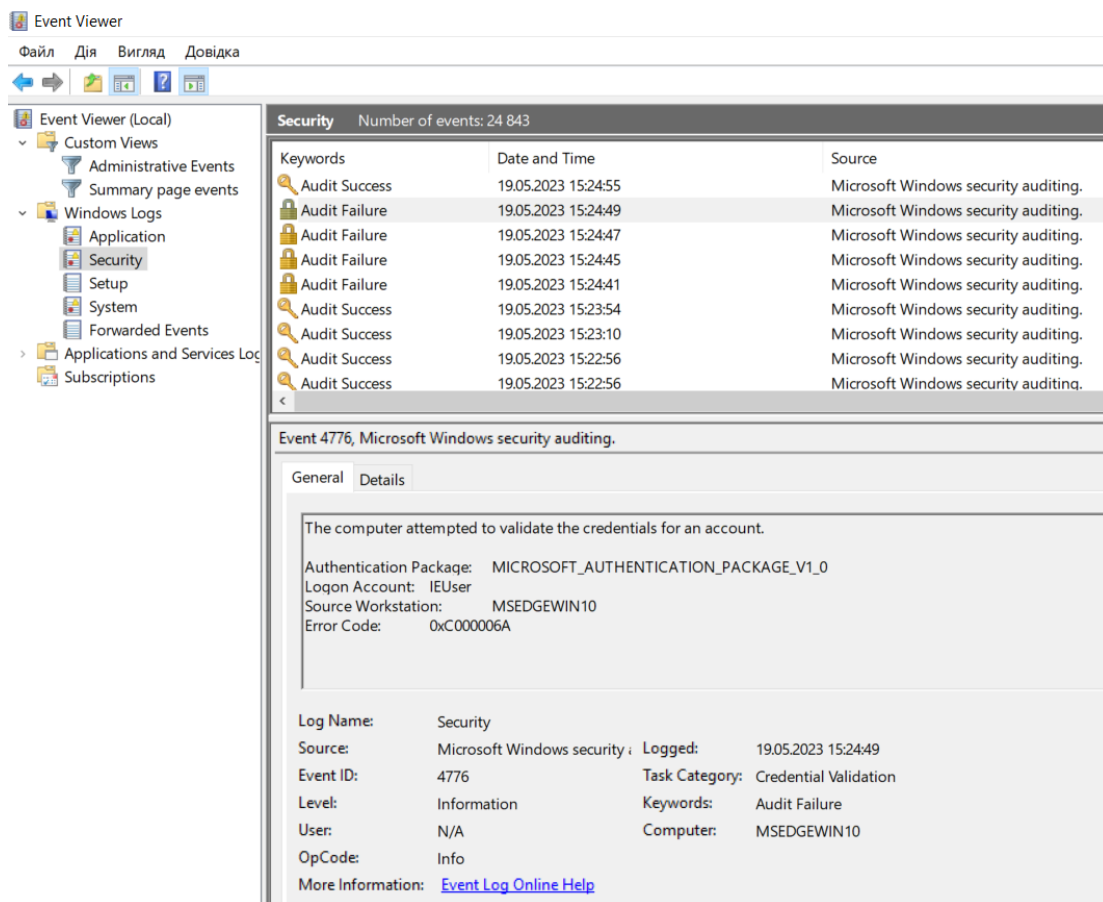 Event Viewer
Файл Дія Вигляд Довідка
Event Viewer (Local)
Custom Views
Administrative Events
Summary page events
Windows Logs
Application
Security
Setup
System
Forwarded Events
Applications and Services Log
Subscriptions
Security Number of events: 24 843
Keywords Date and Time Source
Audit Success 19.05.2023 15:24:55 Microsoft Windows security auditing.
Audit Failure 19.05.2023 15:24:49 Microsoft Windows security auditing.
Audit Failure 19.05.2023 15:24:47 Microsoft Windows security auditing.
Audit Failure 19.05.2023 15:24:45 Microsoft Windows security auditing.
Audit Failure 19.05.2023 15:24:41 Microsoft Windows security auditing.
Audit Success 19.05.2023 15:23:54 Microsoft Windows security auditing.
Audit Success 19.05.2023 15:23:10 Microsoft Windows security auditing.
Audit Success 19.05.2023 15:22:56 Microsoft Windows security auditing.
Audit Success 19.05.2023 15:22:56 Microsoft Windows security auditing.
Event 4776, Microsoft Windows security auditing.
General Details
The computer attempted to validate the credentials for an account.
Authentication Package: MICROSOFT_AUTHENTICATION_PACKAGE_V1_0
Logon Account: IEUser
Source Workstation: MSEDGEWIN10
Error Code: 0xC000006A
Log Name: Security
Source: Microsoft Windows security a Logged: 19.05.2023 15:24:49
Event ID: 4776 Task Category: Credential Validation
Level: Information Keywords: Audit Failure
User: N/A Computer: MSEDGEWIN10
OpCode: Info
More Information: Event Log Online Help